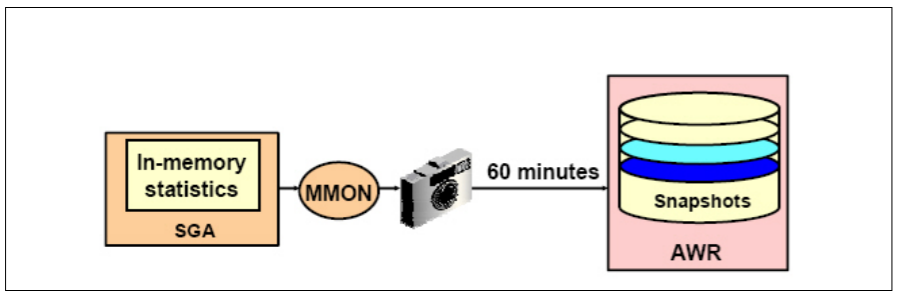 In-memory
statistics
SGA
MMON
60 minutes
Snapshots
AWR